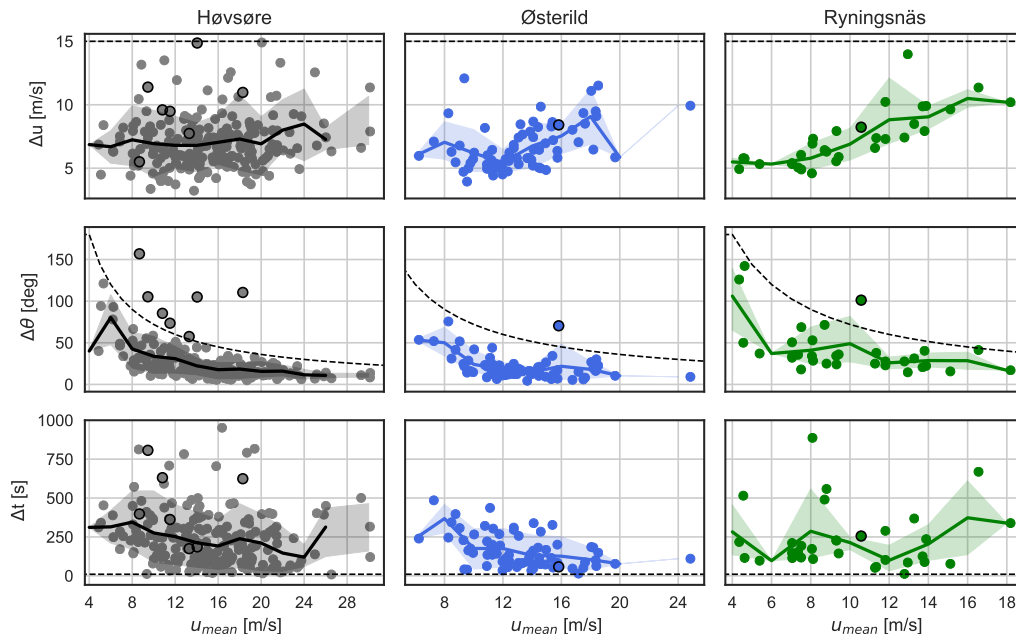 Høvsøre Østerild Ryningsnäs
15
10
5
Δu [m/s]
150
100
50
0
Δθ [deg]
1000
750
500
250
0
Δt [s]
4 8 12 16 20 24 28 8 12 16 20 24 4 6 8 10 12 14 16 18
u_mean [m/s] u_mean [m/s] u_mean [m/s]